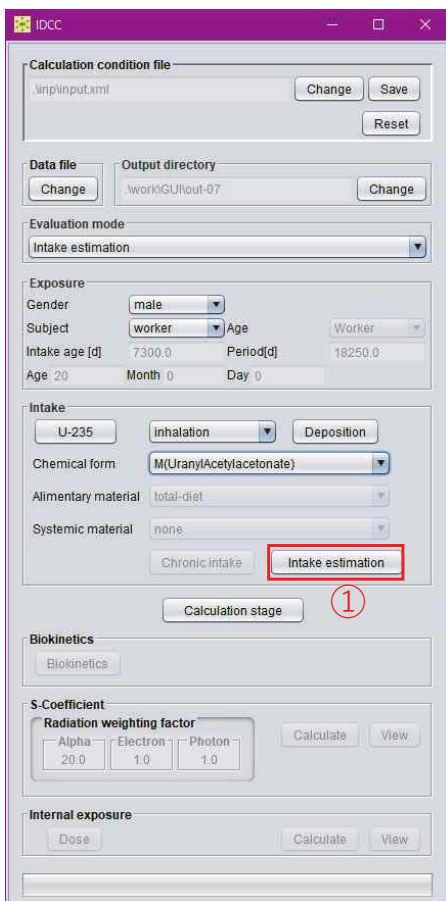 IDCC
Calculation condition file
.\inp\input.xml
Change Save
Reset
Data file Output directory
Change .\work\GUI\out-07 Change
Evaluation mode
Intake estimation
Exposure
Gender male
Subject worker Age Worker
Intake age [d] 7300.0 Period[d] 18250.0
Age 20 Month 0 Day 0
Intake
U-235 inhalation Deposition
Chemical form M(UranylAcetylacetonate)
Alimentary material total-diet
Systemic material none
Chronic intake Intake estimation
①
Calculation stage
Biokinetics
Biokinetics
S-Coefficient
Radiation weighting factor
Alpha Electron Photon
20.0 1.0 1.0
Calculate View
Internal exposure
Dose Calculate View